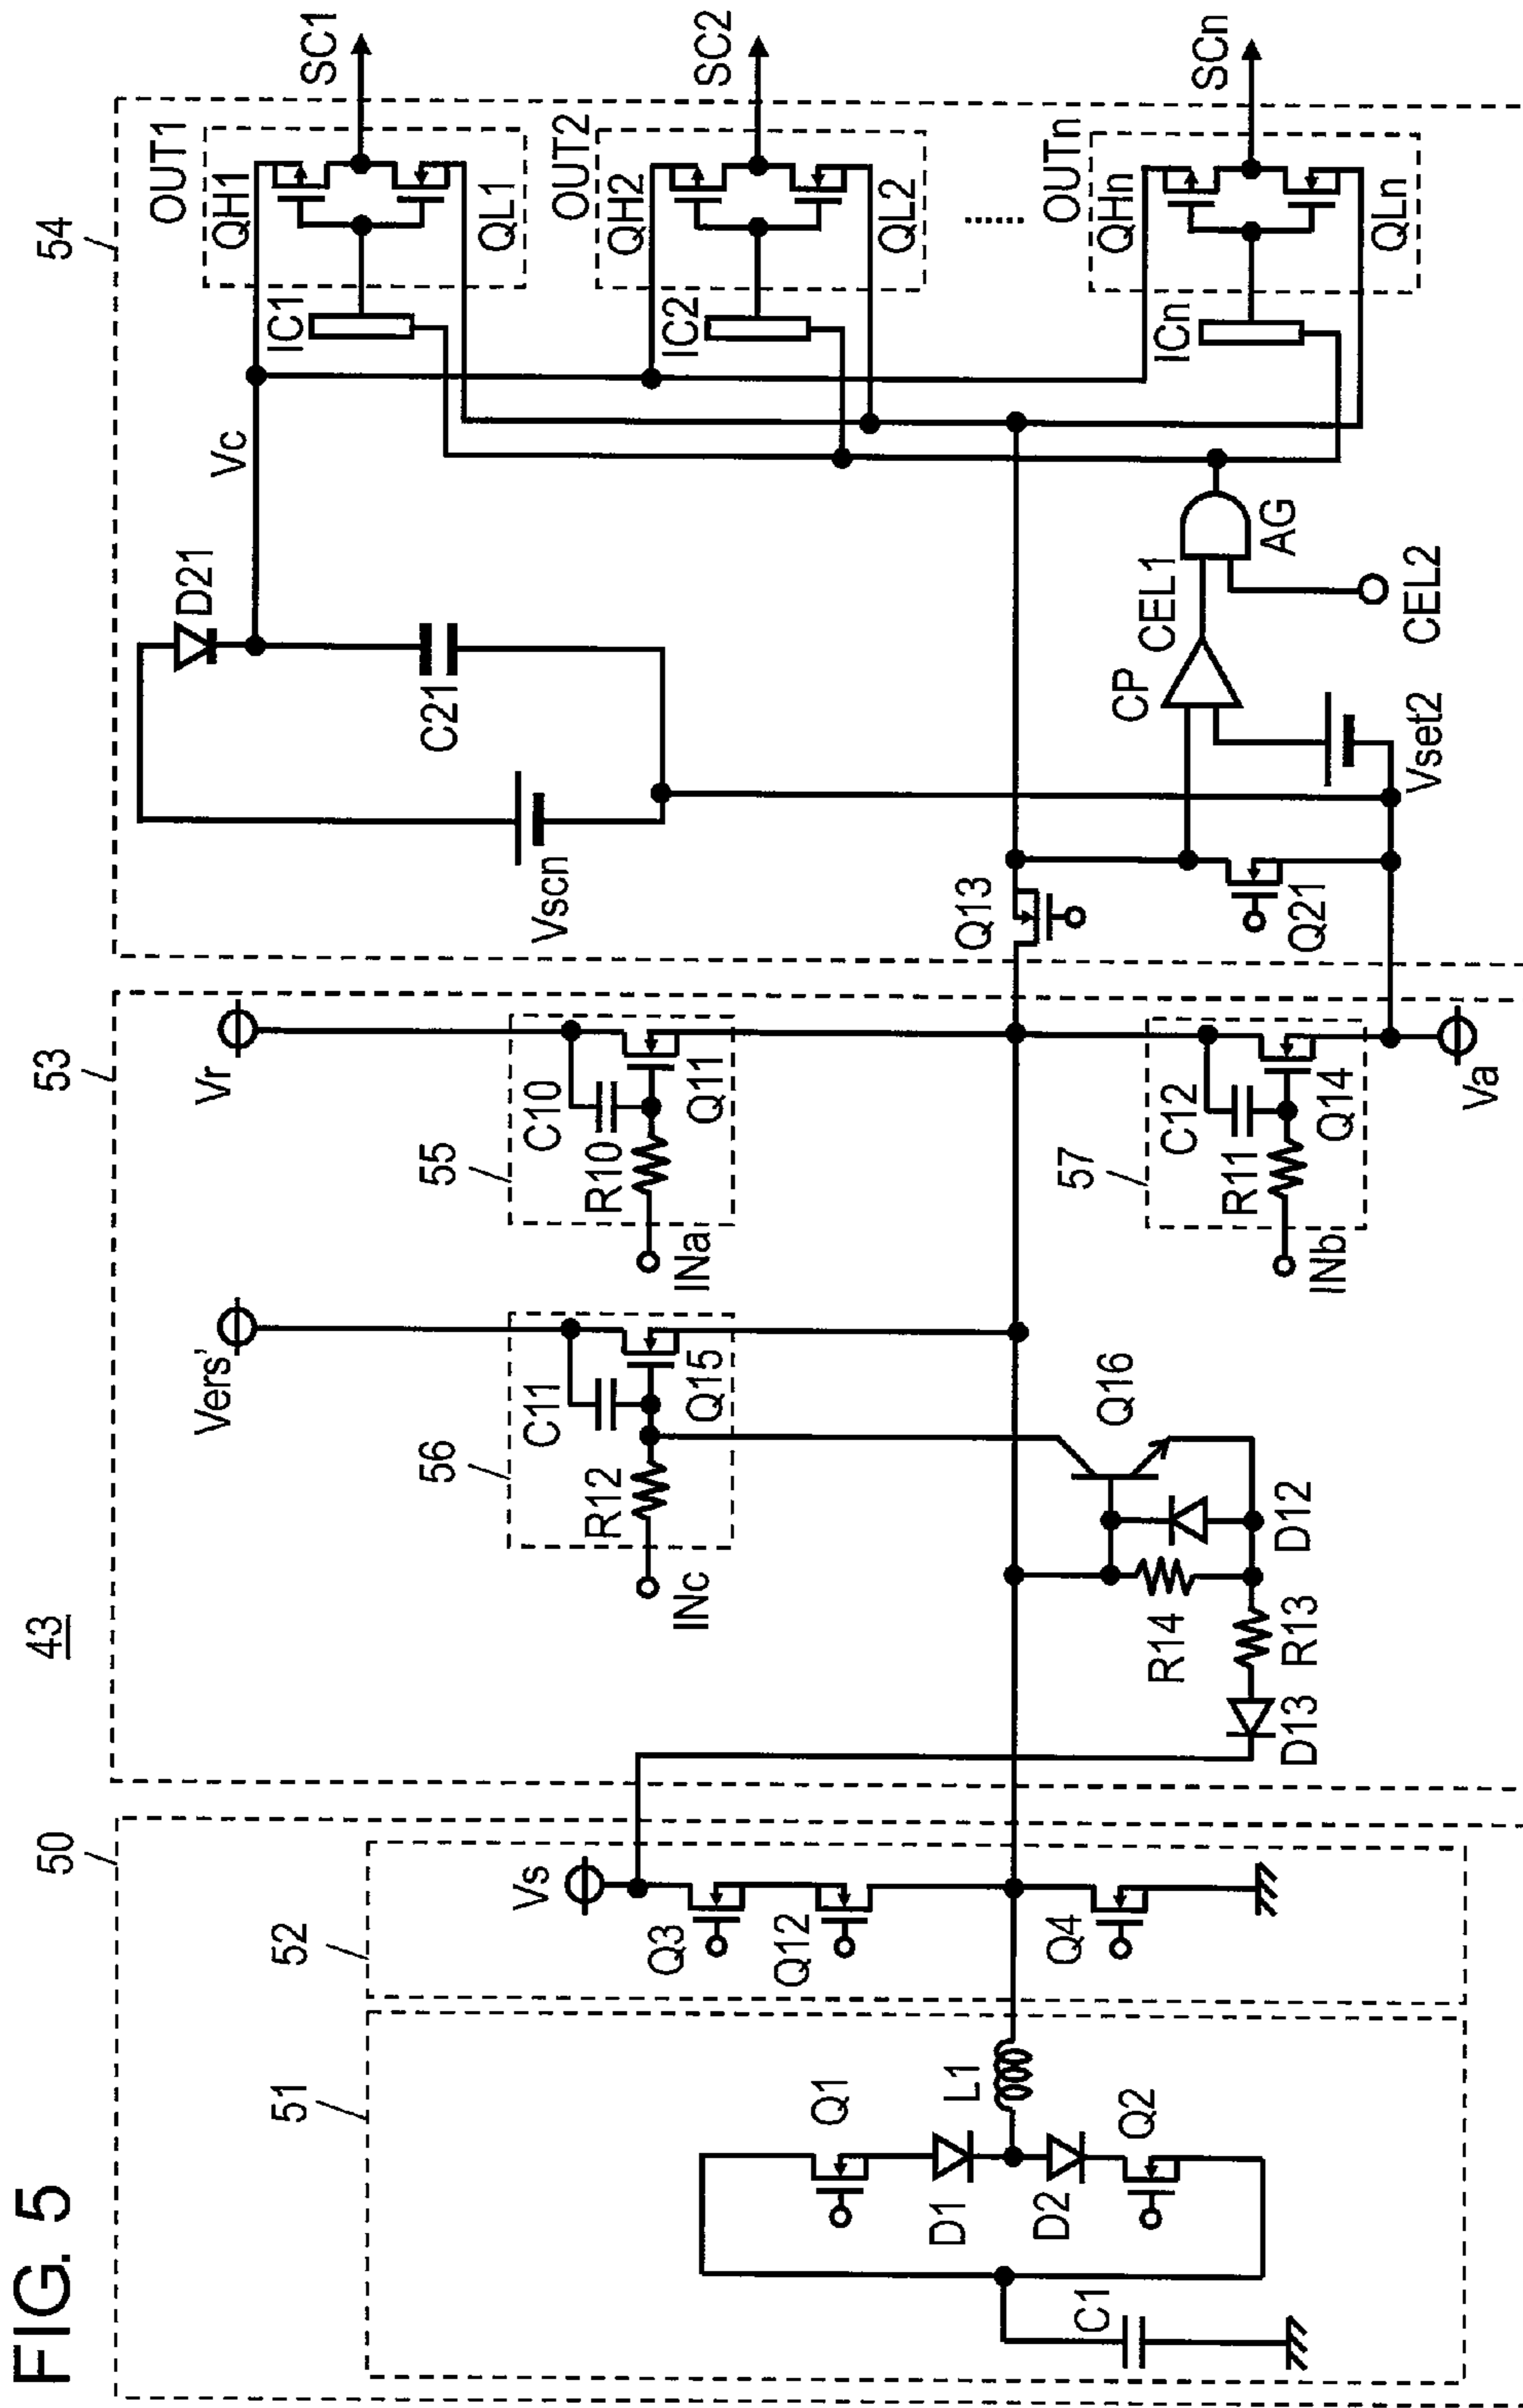 FIG. 5
43
50
51
C1
Q1
D1
D2
Q2
L1
52
Vs
Q3
Q12
Q4
53
Vers'
56
C11
R12
Q15
INc
Q16
R14
D12
R13
D13
Vr
55
C10
R10
Q11
INa
57
C12
R11
Q14
INb
Va
54
D21
C21
Vscn
Vc
Q13
Q21
CP
CEL1
Vset2
AG
CEL2
OUT1
QH1
QL1
IC1
SC1
OUT2
QH2
QL2
IC2
SC2
......
OUTn
QHn
QLn
ICn
SCn